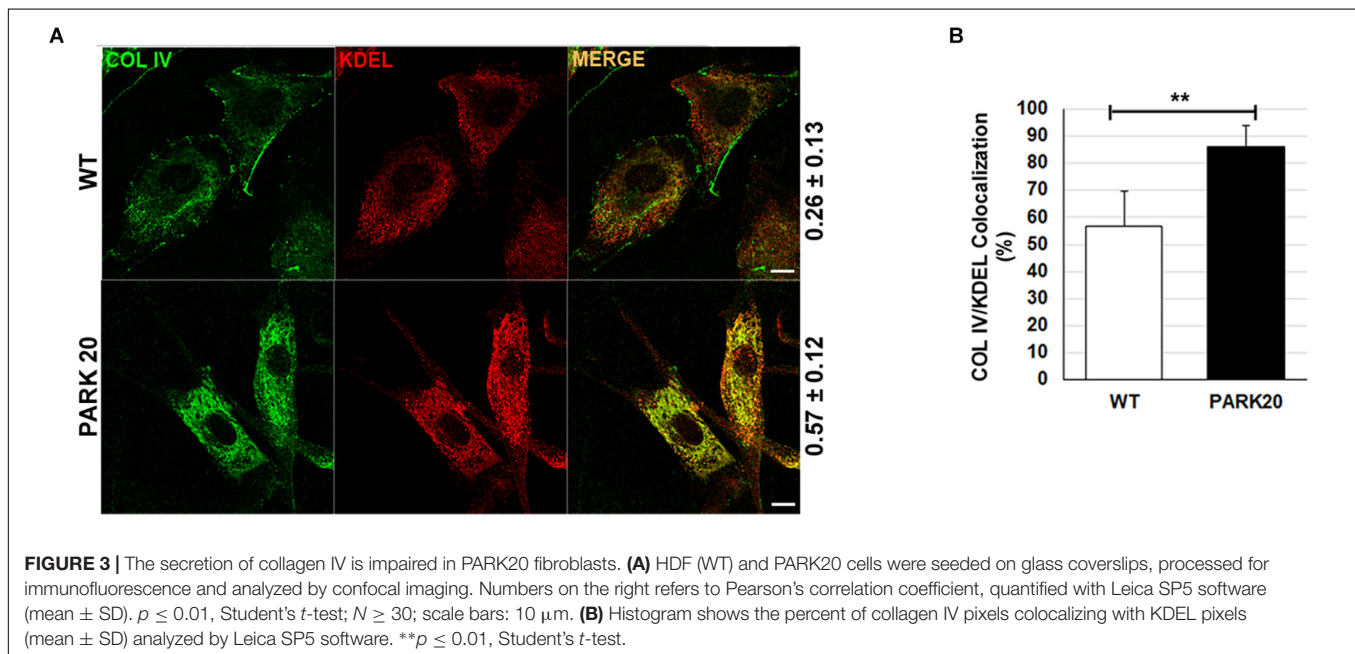 A
COL IV
KDEL
MERGE
WT
0.26 ± 0.13
PARK 20
0.57 ± 0.12
B
**
COL IV/KDEL Colocalization
(%)
100
90
80
70
60
50
40
30
20
10
0
WT
PARK20
FIGURE 3 | The secretion of collagen IV is impaired in PARK20 fibroblasts. (A) HDF (WT) and PARK20 cells were seeded on glass coverslips, processed for
immunofluorescence and analyzed by confocal imaging. Numbers on the right refers to Pearson's correlation coefficient, quantified with Leica SP5 software
(mean ± SD). p ≤ 0.01, Student's t-test; N ≥ 30; scale bars: 10 μm. (B) Histogram shows the percent of collagen IV pixels colocalizing with KDEL pixels
(mean ± SD) analyzed by Leica SP5 software. **p ≤ 0.01, Student's t-test.